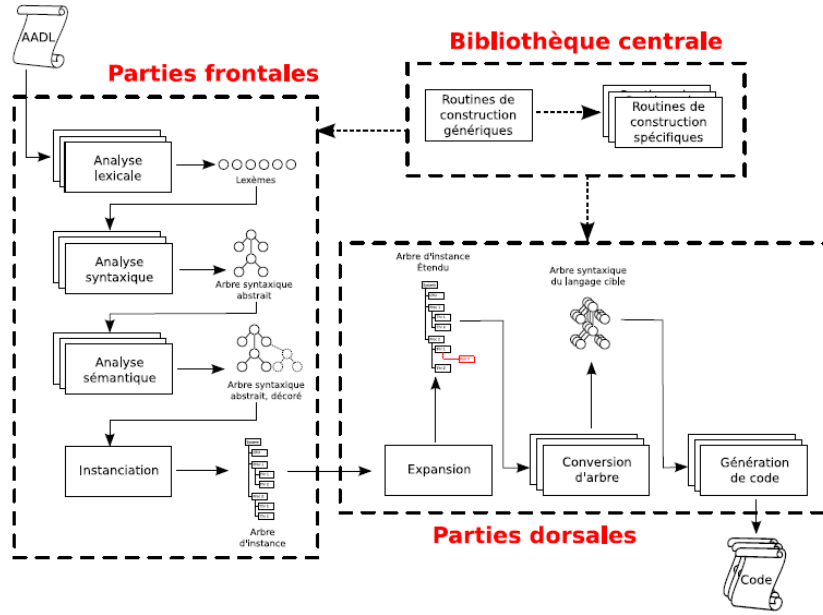 AADL
Parties frontales
Bibliothèque centrale
Routines de
construction
génériques
Routines de
construction
spécifiques
Analyse
lexicale
Lexèmes
Analyse
syntaxique
Arbre syntaxique
abstrait
Analyse
sémantique
Arbre syntaxique
abstrait, décoré
Instanciation
Arbre
d'instance
Arbre d'instance
Étendu
Arbre syntaxique
du langage cible
Expansion
Conversion
d'arbre
Génération
de code
Parties dorsales
Code